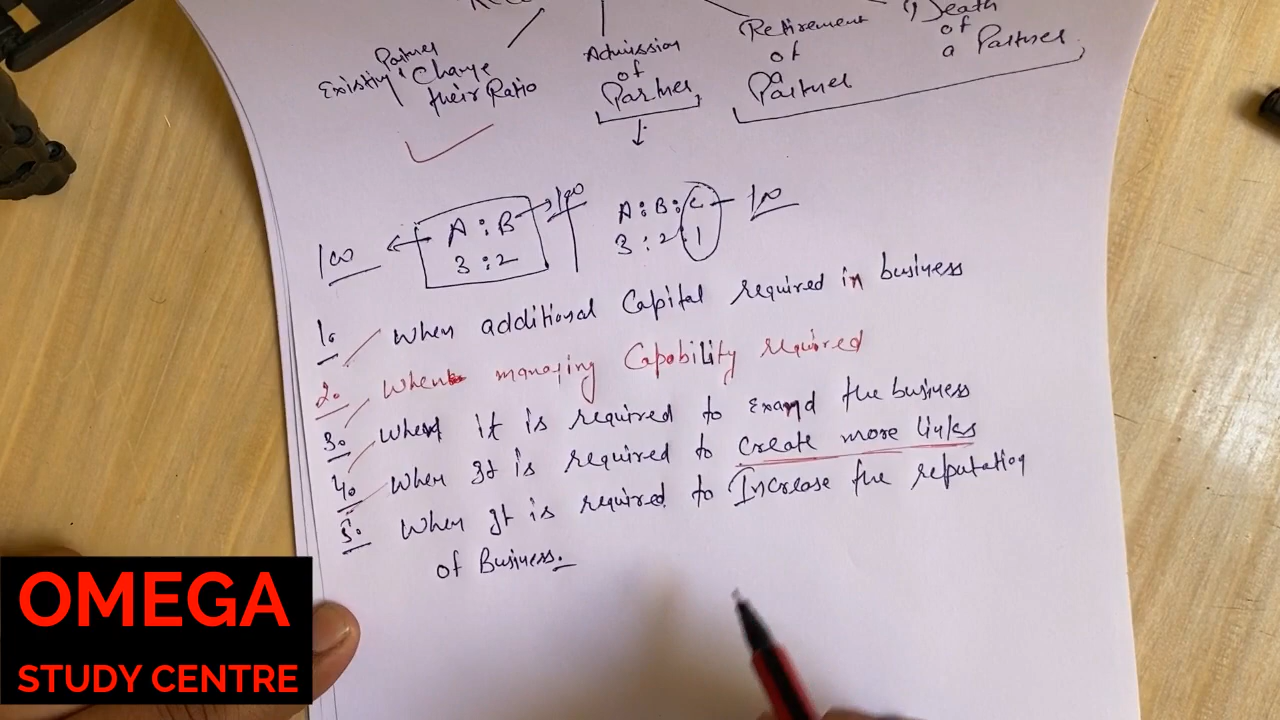 Retirement
of
a
Partner
Death
of
a Partner
Partner
Existing Change
their Ratio
Admission
of
Partner
100 A : B 100
3 : 2
A : B : C 100
3 : 2 : 1
1. When additional Capital required in business
2. When managing Capability required
3. When it is required to Exand the business
4. When It is required to Create more links
5. When It is required to Increase the reputation
of Business.
OMEGA
STUDY CENTRE